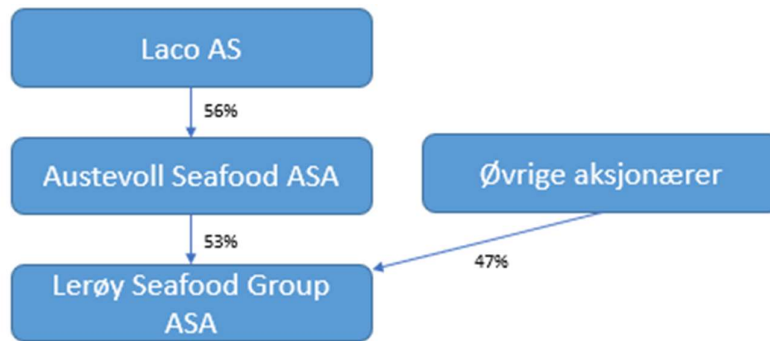 Laco AS
56%
Austevoll Seafood ASA
Øvrige aksjonærer
53%
47%
Lerøy Seafood Group
ASA